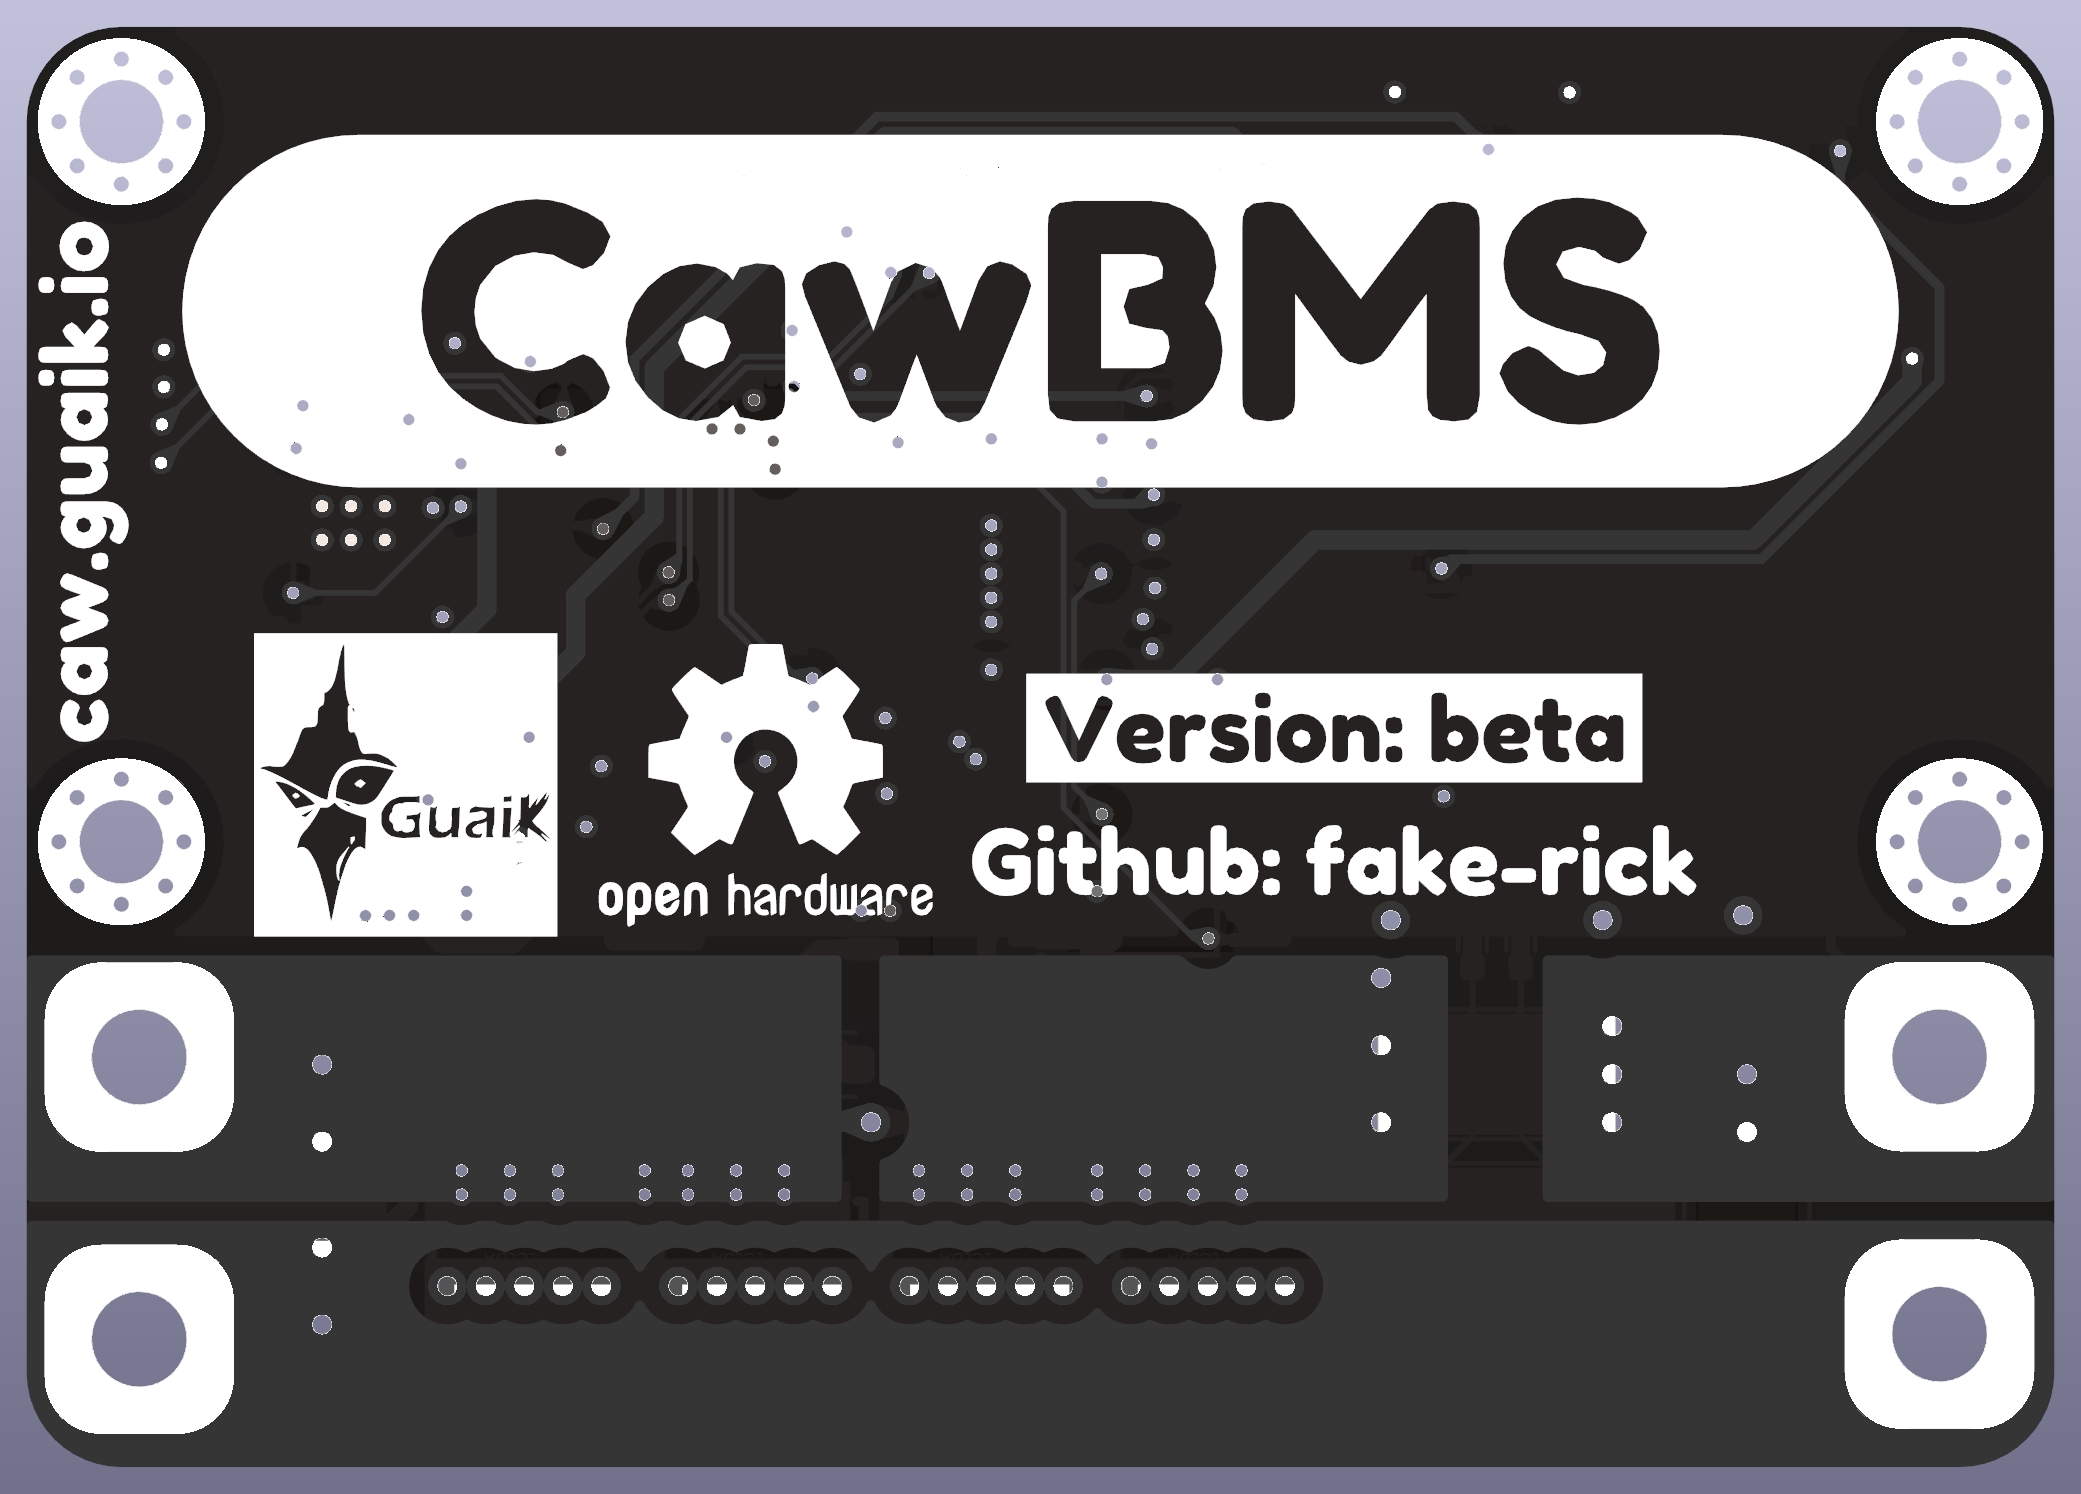 CawBMS
caw.guaik.io
Guaik
open hardware
Version: beta
Github: fake-rick